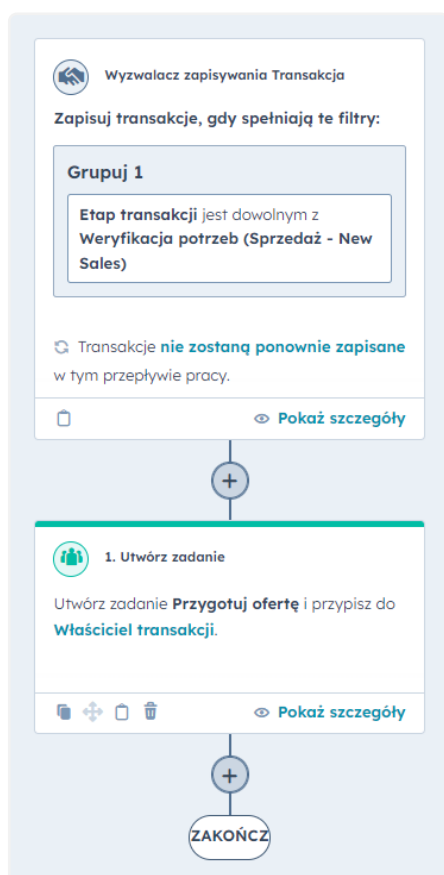 Wyzwalacz zapisywania Transakcja
Zapisuj transakcje, gdy spełniają te filtry:
Grupuj 1
Etap transakcji jest dowolnym z
Weryfikacja potrzeb (Sprzedaż - New
Sales)
Transakcje nie zostaną ponownie zapisane
w tym przepływie pracy.
Pokaż szczegóły
+
1. Utwórz zadanie
Utwórz zadanie Przygotuj ofertę i przypisz do
Właściciel transakcji.
Pokaż szczegóły
+
ZAKOŃCZ